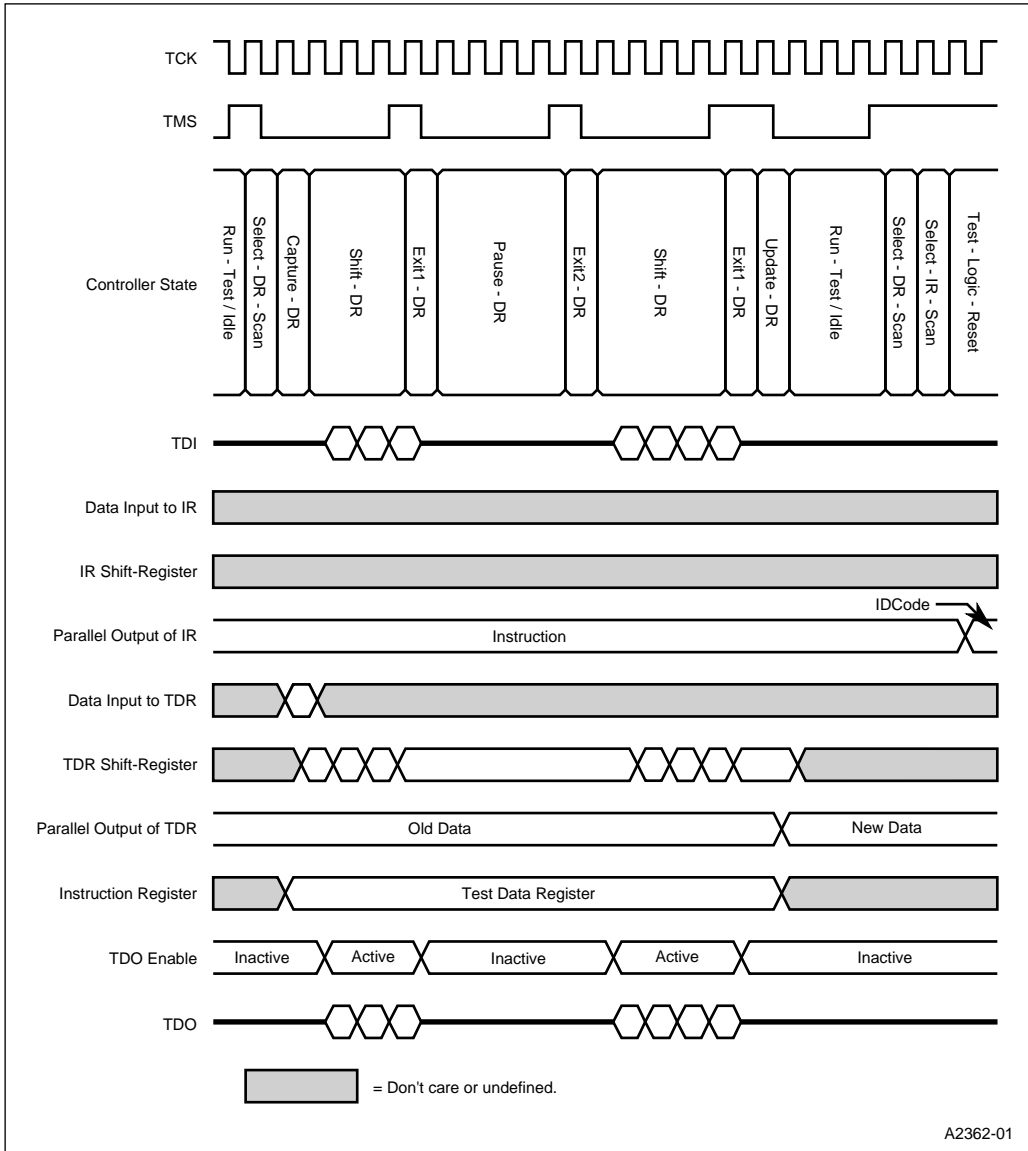 TCK
TMS
Controller State
Run - Test / Idle
Select - DR - Scan
Capture - DR
Shift - DR
Exit1 - DR
Pause - DR
Exit2 - DR
Shift - DR
Exit1 - DR
Update - DR
Run - Test / Idle
Select - DR - Scan
Select - IR - Scan
Test - Logic - Reset
TDI
Data Input to IR
IR Shift-Register
IDCode
Parallel Output of IR
Instruction
Data Input to TDR
TDR Shift-Register
Parallel Output of TDR
Old Data
New Data
Instruction Register
Test Data Register
TDO Enable
Inactive
Active
Inactive
Active
Inactive
TDO
= Don't care or undefined.
A2362-01